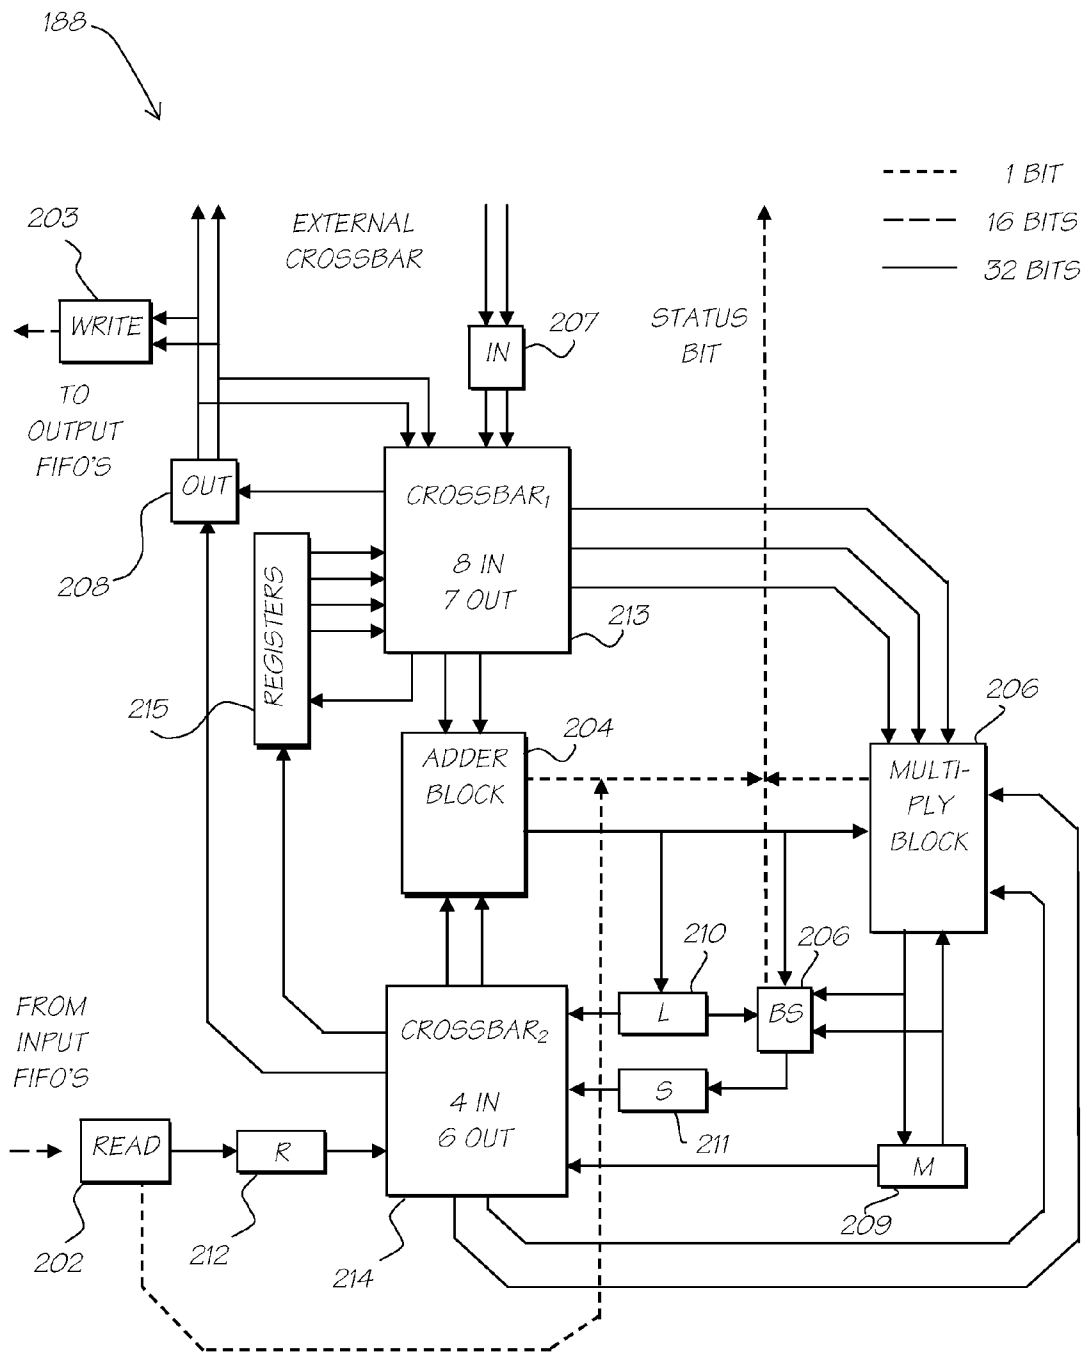 188
1 BIT
16 BITS
32 BITS
203
EXTERNAL
CROSSBAR
WRITE
207
IN
STATUS
BIT
TO
OUTPUT
FIFO'S
OUT
208
CROSSBAR1
8 IN
7 OUT
213
REGISTERS
215
204
ADDER
BLOCK
206
MULTI-
PLY
BLOCK
210
206
L
BS
FROM
INPUT
FIFO'S
CROSSBAR2
4 IN
6 OUT
S
211
READ
R
M
202
212
214
209